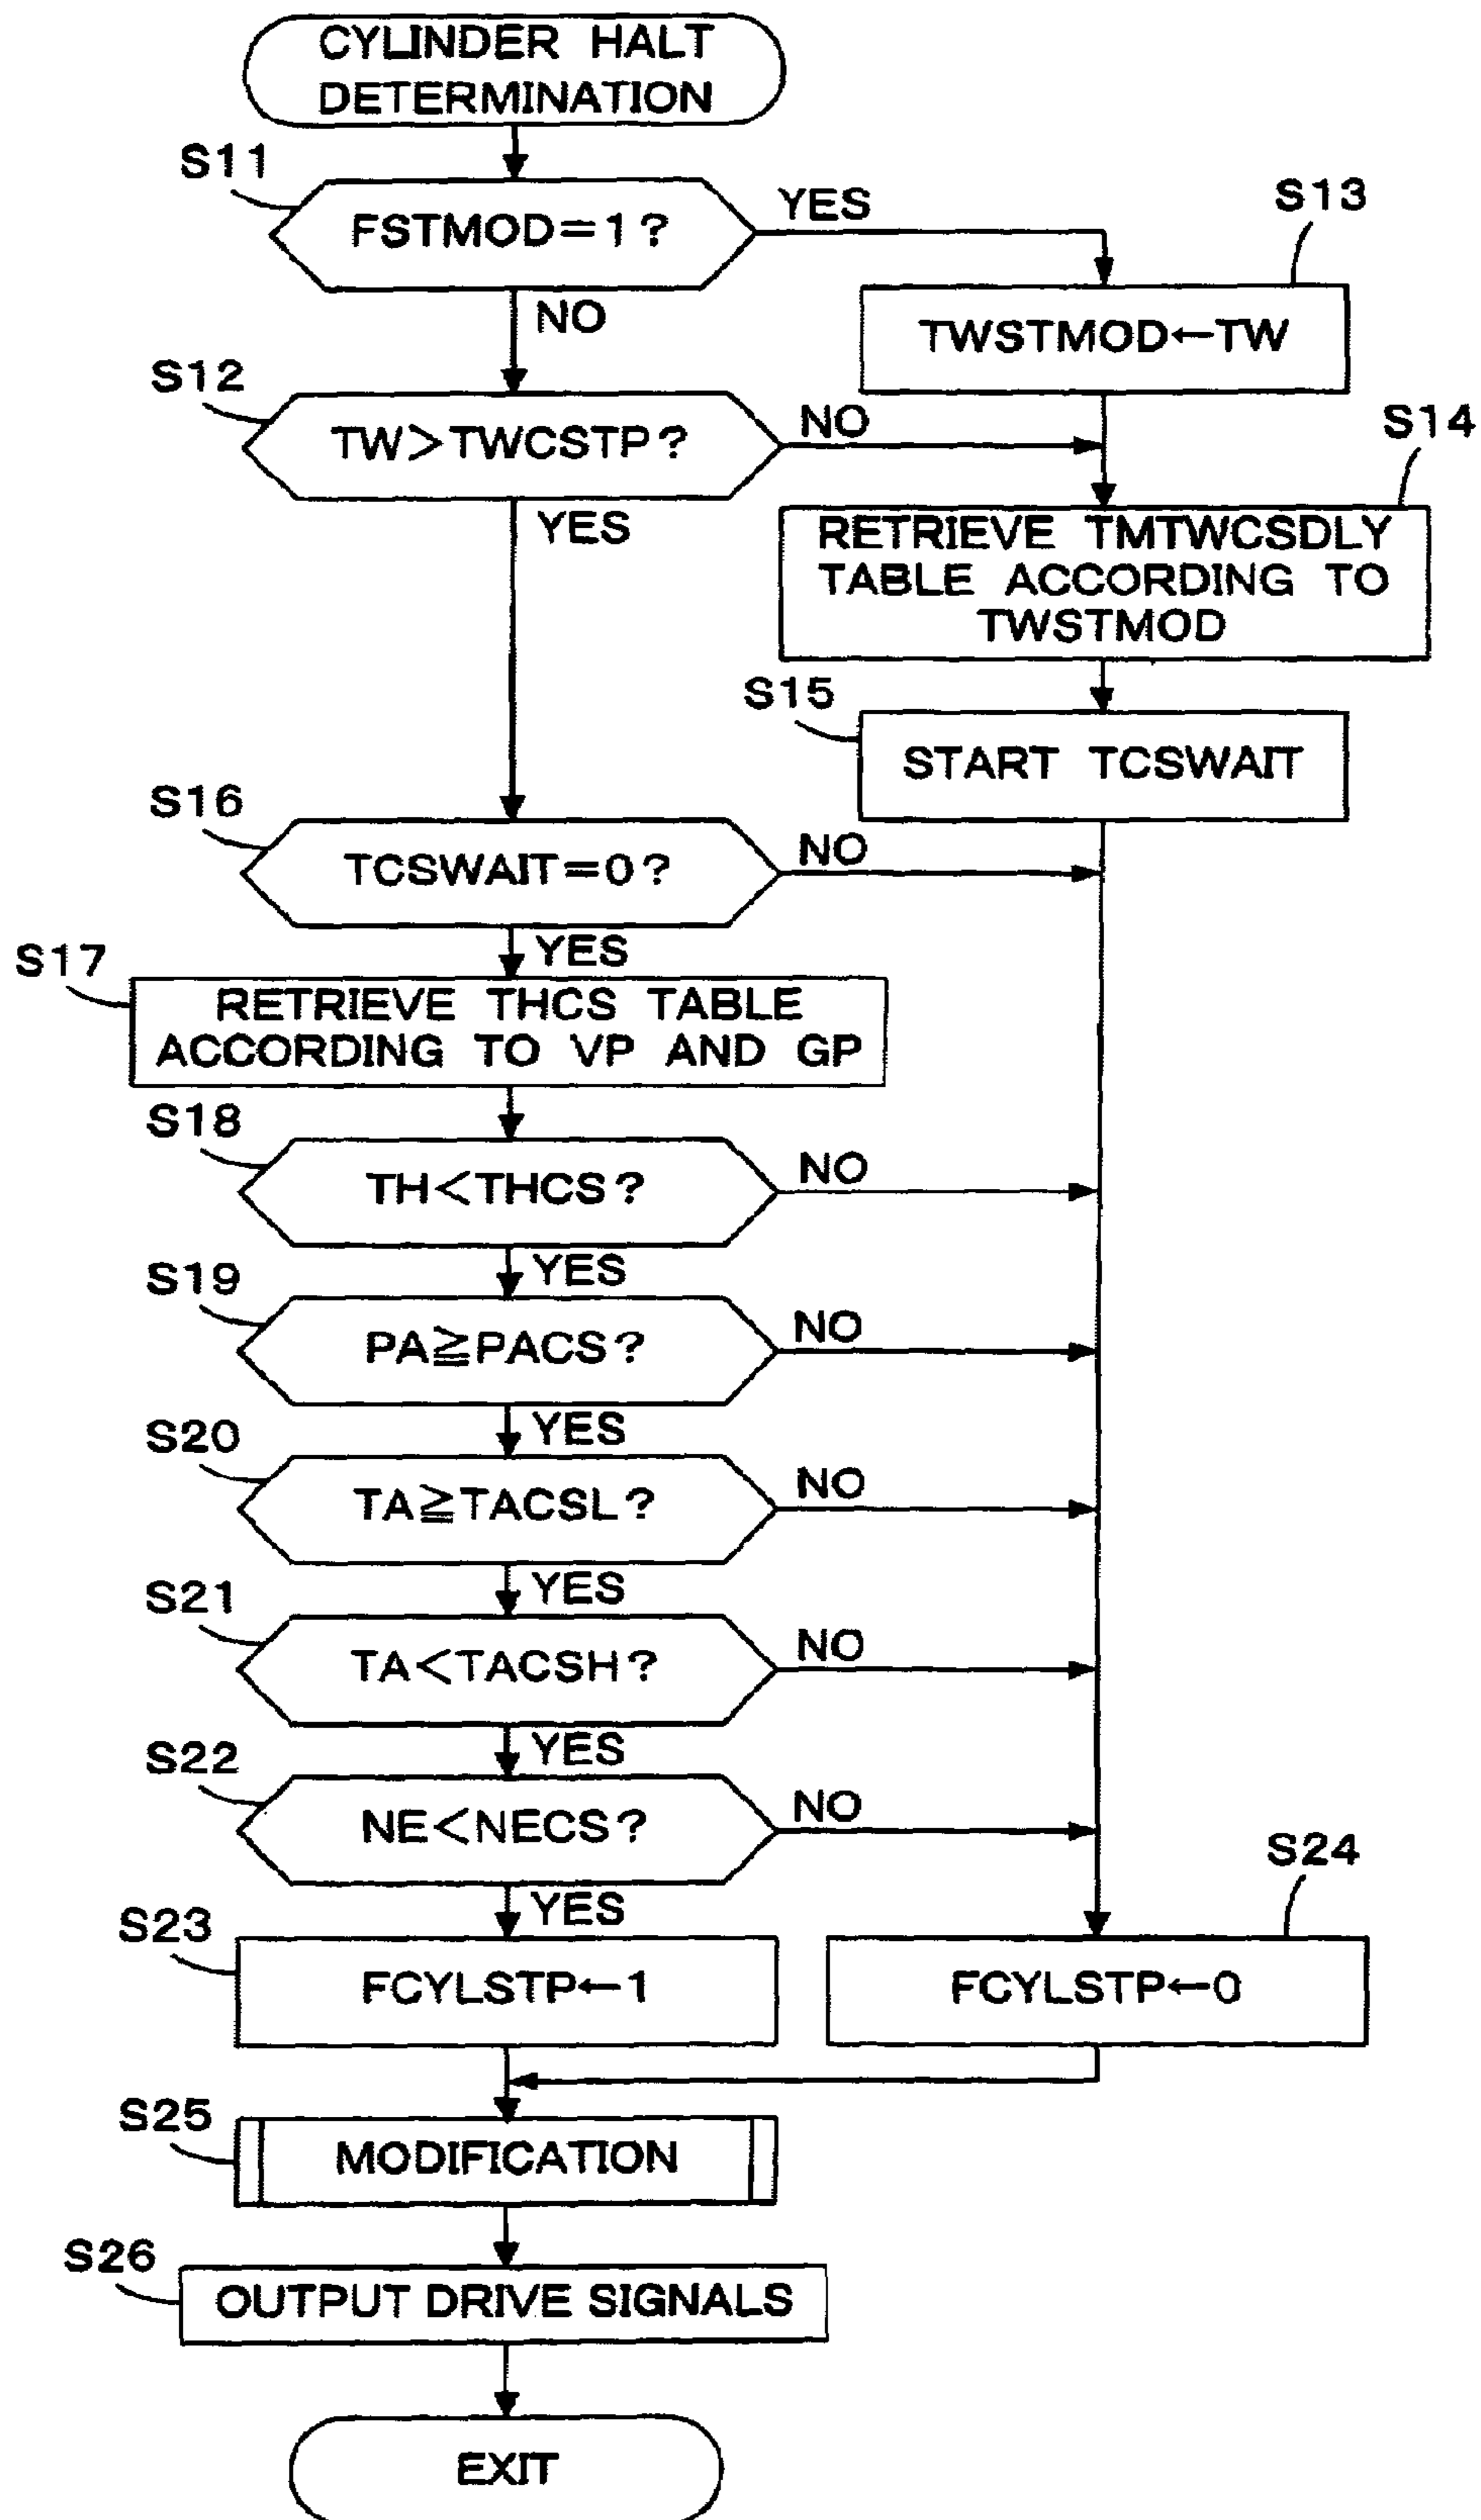 CYLINDER HALT
DETERMINATION
S11
FSTMOD=1?
YES
NO
S13
TWSTMOD←TW
S12
TW>TWCSTP?
NO
YES
S14
RETRIEVE TMTWCSDLY
TABLE ACCORDING TO
TWSTMOD
S15
START TCSWAIT
S16
TCSWAIT=0?
NO
YES
S17
RETRIEVE THCS TABLE
ACCORDING TO VP AND GP
S18
TH<THCS?
NO
YES
S19
PA≧PACS?
NO
YES
S20
TA≧TACSL?
NO
YES
S21
TA<TACSH?
NO
YES
S22
NE<NECS?
NO
YES
S23
FCYLSTP←1
S24
FCYLSTP←0
S25
MODIFICATION
S26
OUTPUT DRIVE SIGNALS
EXIT